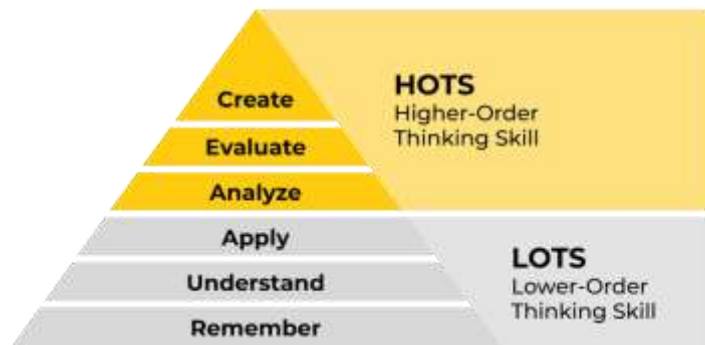 Create
Evaluate
Analyze
Apply
Understand
Remember
HOTS
Higher-Order
Thinking Skill
LOTS
Lower-Order
Thinking Skill